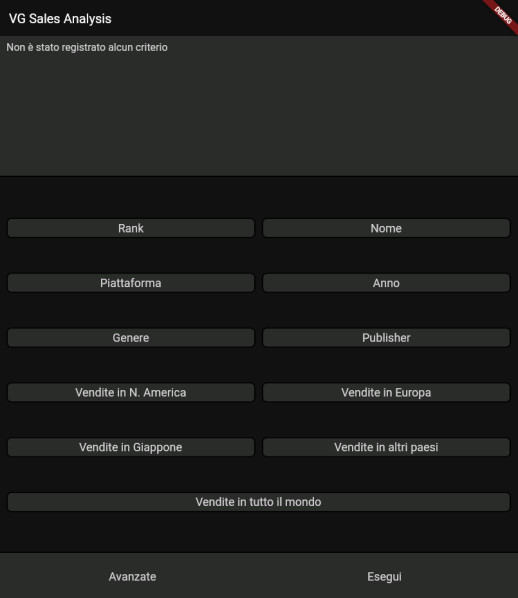 VG Sales Analysis
DEBUG
Non è stato registrato alcun criterio
Rank
Nome
Piattaforma
Anno
Genere
Publisher
Vendite in N. America
Vendite in Europa
Vendite in Giappone
Vendite in altri paesi
Vendite in tutto il mondo
Avanzate
Esegui